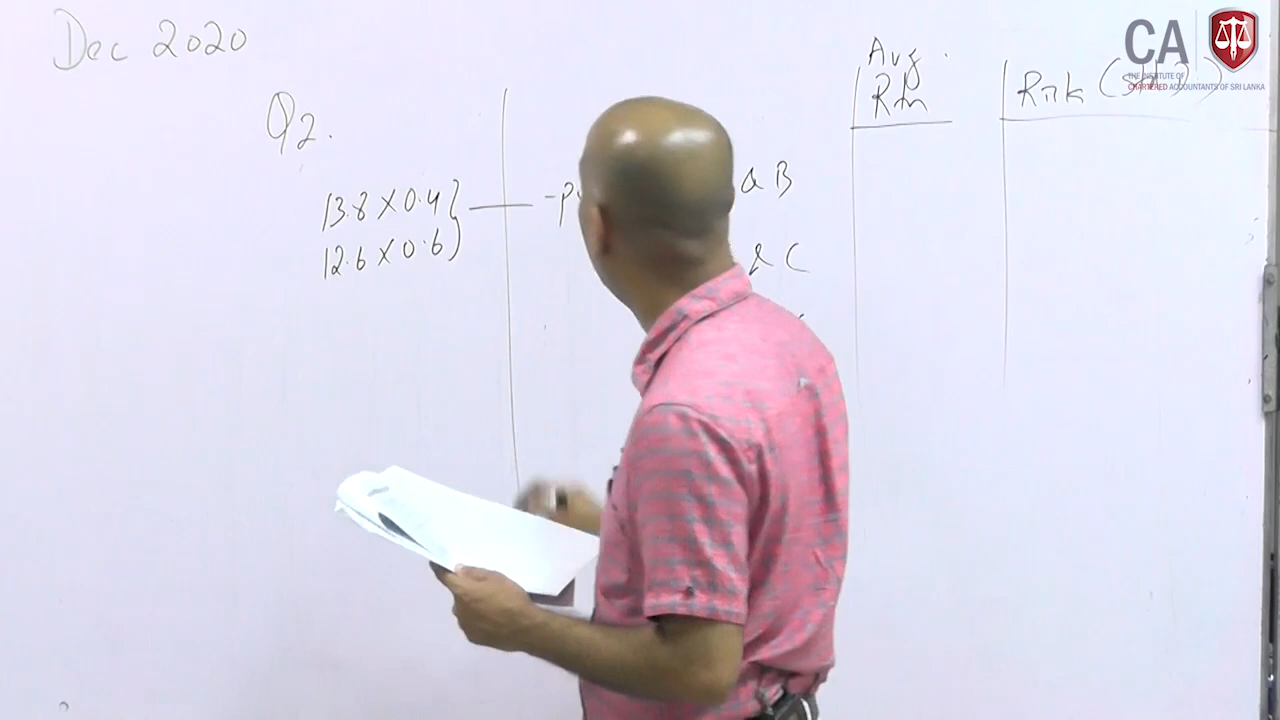 Dec 2020
CA
THE INSTITUTE OF
CHARTERED ACCOUNTANTS OF SRI LANKA
Avg.
Rtn
Risk
Q2.
13.8 X 0.4
& B
12.6 X 0.6
& C